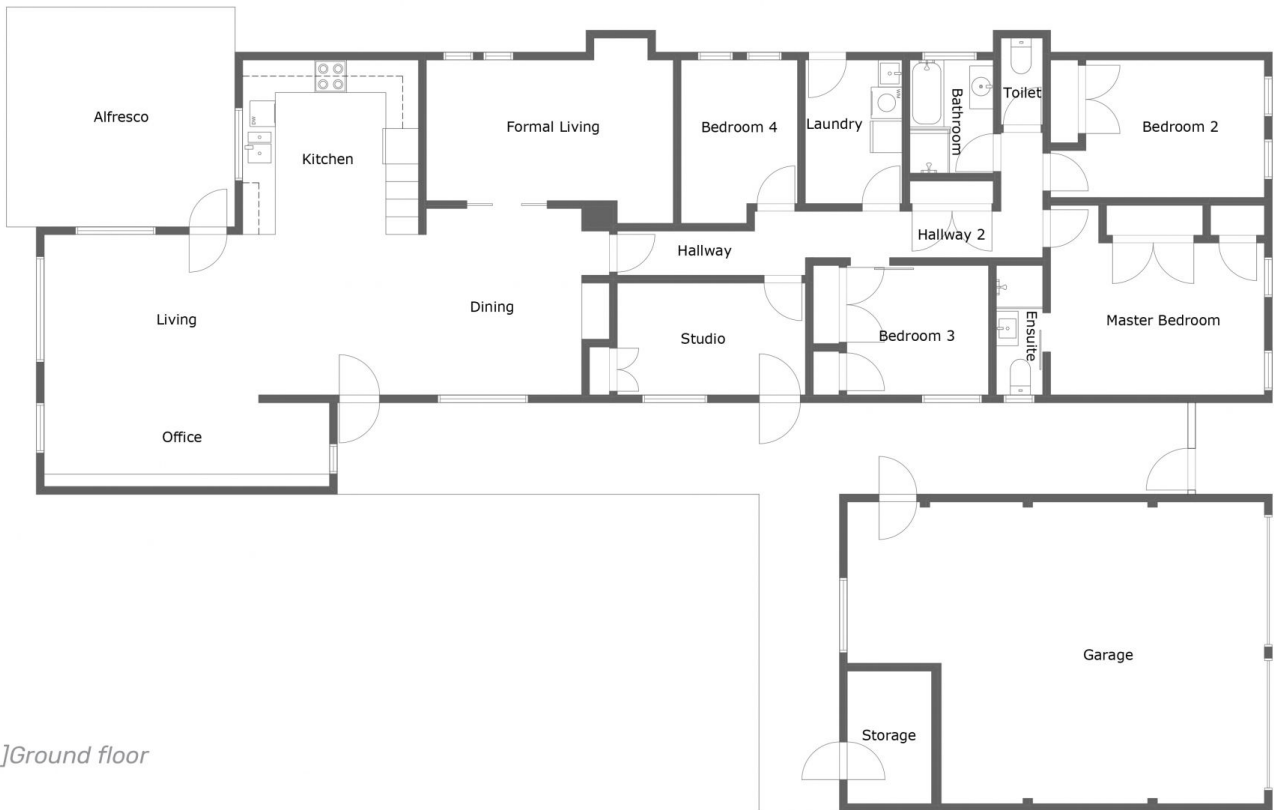 Alfresco
Kitchen
Formal Living
Bedroom 4
Laundry
Bathroom
Toilet
Bedroom 2
Hallway
Hallway 2
Living
Dining
Studio
Bedroom 3
Ensuite
Master Bedroom
Office
Garage
Storage
]Ground floor